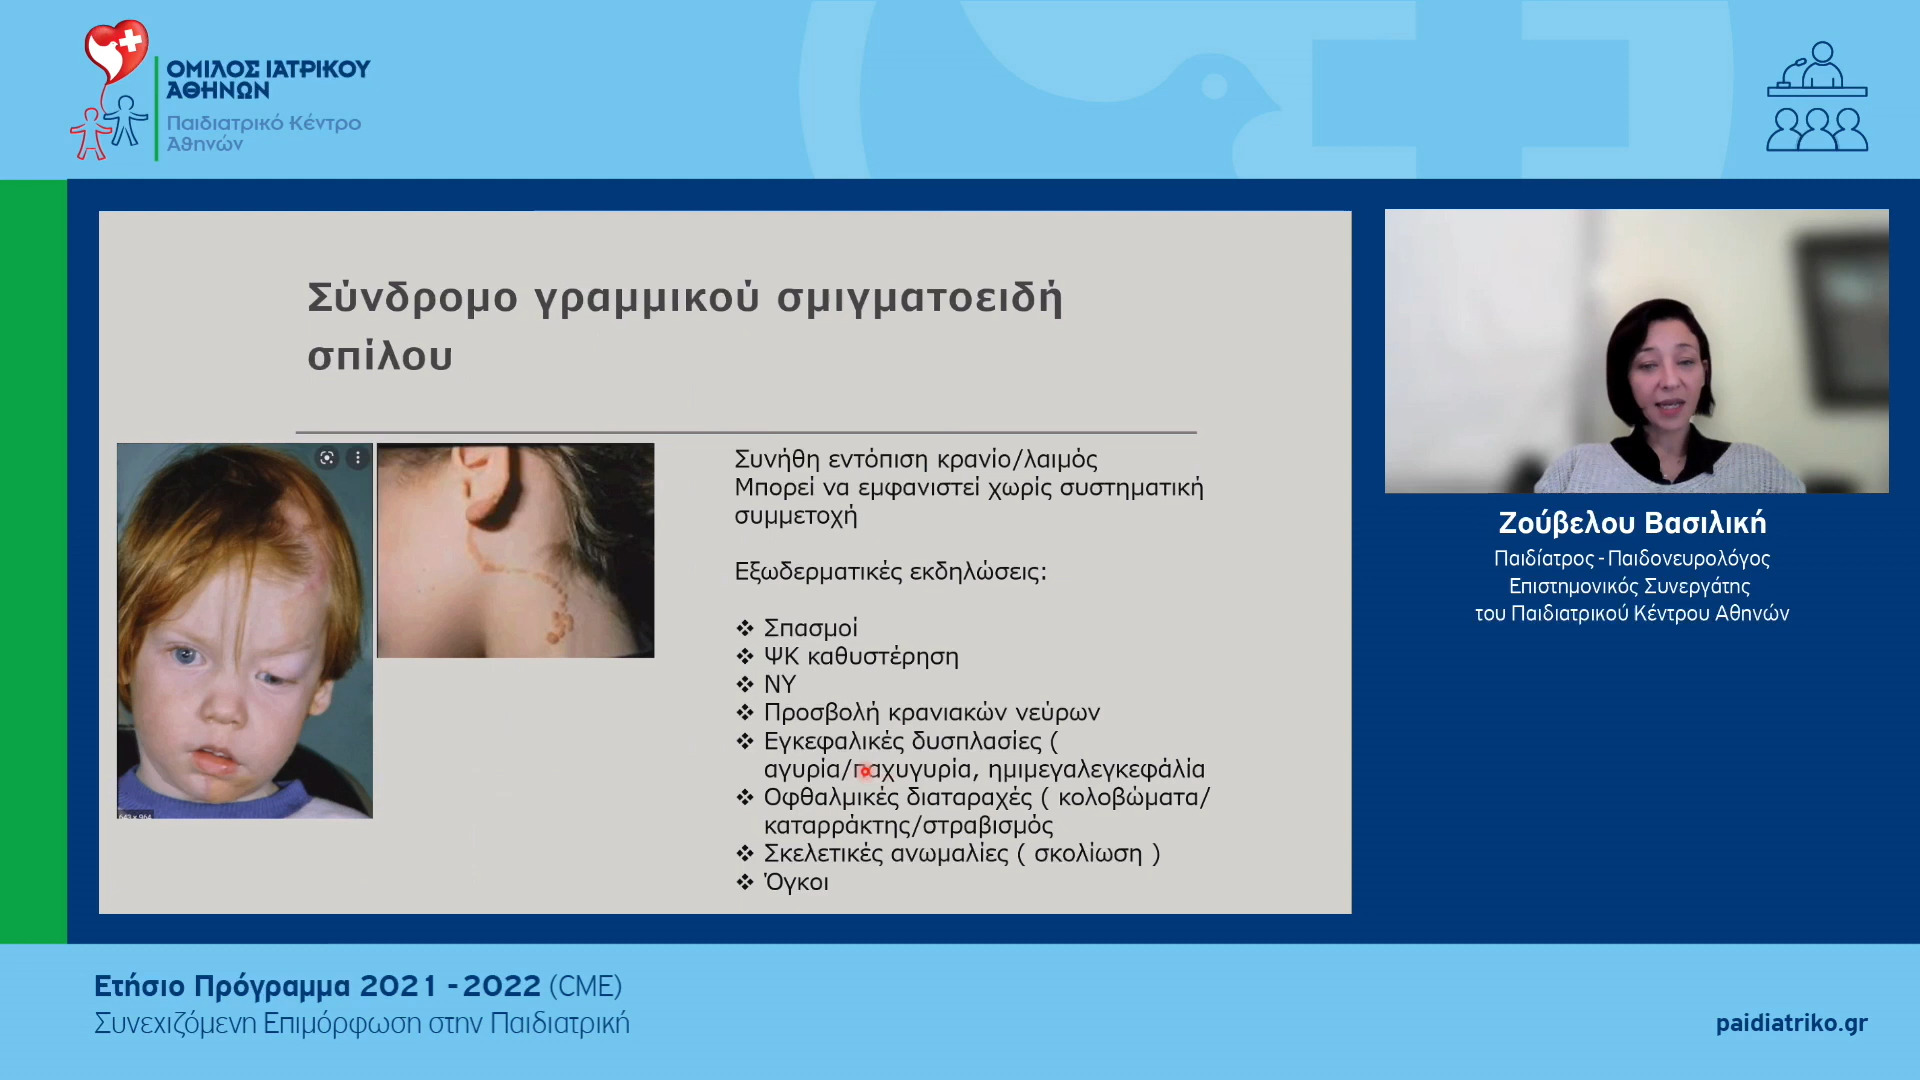 ΟΜΙΛΟΣ ΙΑΤΡΙΚΟΥ
ΑΘΗΝΩΝ
Παιδιατρικό Κέντρο
Αθηνών
Σύνδρομο γραμμικού σμιγματοειδή
σπίλου
Συνήθη εντόπιση κρανίο/λαιμός
Μπορεί να εμφανιστεί χωρίς συστηματική
συμμετοχή
Εξωδερματικές εκδηλώσεις:
❖ Σπασμοί
❖ ΨΚ καθυστέρηση
❖ ΝΥ
❖ Προσβολή κρανιακών νεύρων
❖ Εγκεφαλικές δυσπλασίες (
αγυρία/παχυγυρία, ημιμεγαλεγκεφάλία
❖ Οφθαλμικές διαταραχές ( κολοβώματα/
καταρράκτης/στραβισμός
❖ Σκελετικές ανωμαλίες ( σκολίωση )
❖ Όγκοι
643 x 964
Ζούβελου Βασιλική
Παιδίατρος - Παιδονευρολόγος
Επιστημονικός Συνεργάτης
του Παιδιατρικού Κέντρου Αθηνών
Ετήσιο Πρόγραμμα 2021 - 2022 (CME)
Συνεχιζόμενη Επιμόρφωση στην Παιδιατρική
paidiatriko.gr